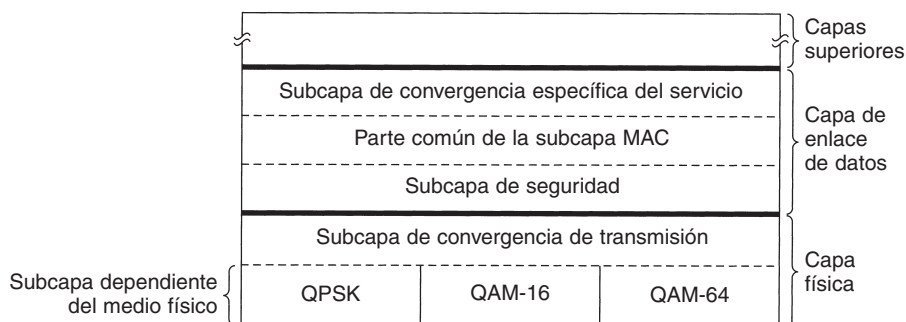 Capas
superiores
Subcapa de convergencia específica del servicio
Parte común de la subcapa MAC
Subcapa de seguridad
Capa de
enlace
de datos
Subcapa de convergencia de transmisión
Subcapa dependiente
del medio físico
QPSK
QAM-16
QAM-64
Capa
física